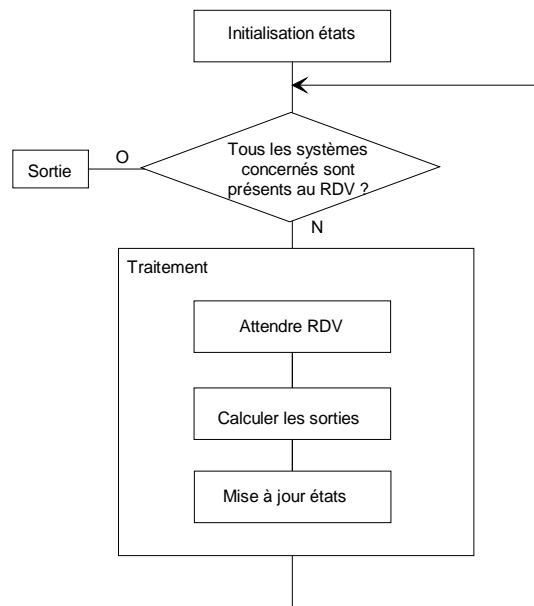 Initialisation états
Tous les systèmes
concernés sont
présents au RDV ?
O
Sortie
N
Traitement
Attendre RDV
Calculer les sorties
Mise à jour états